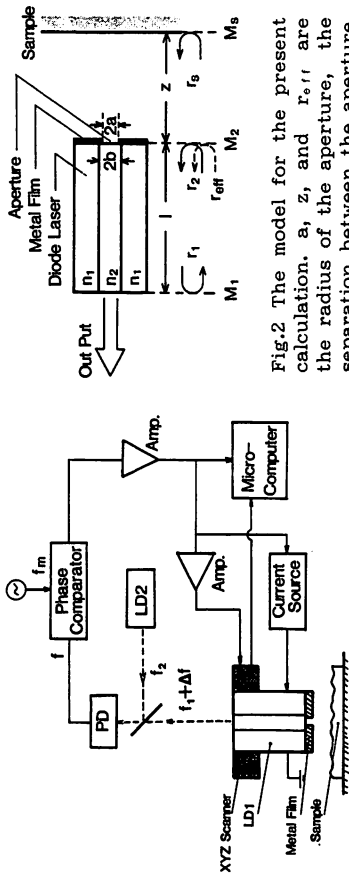 f
fm
Phase
Comparator
Amp.
PD
LD2
f2
f1+Δf
Amp.
Micro-
Computer
Current
Source
XYZ Scanner
LD1
Metal Film
Sample
Aperture
Metal Film
Diode Laser
Sample
Out Put
n1
n2
n1
2b
2a
l
z
r1
r2
reff
rs
M1
M2
Ms
Fig.2 The model for the present
calculation. a, z, and reff are
the radius of the aperture, the
separation between the aperture